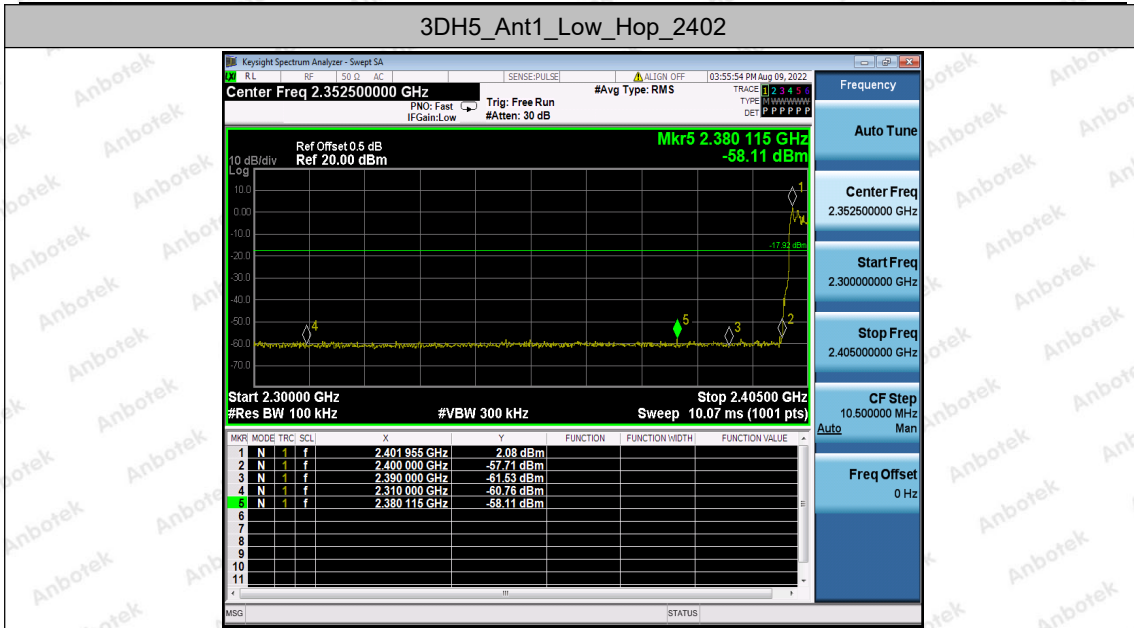 3DH5_Ant1_Low_Hop_2402
Keysight Spectrum Analyzer - Swept SA
LXI RL RF 50 Ω AC SENSE:PULSE ALIGN OFF 03:55:54 PM Aug 09, 2022
Center Freq 2.352500000 GHz
PNO: Fast
IFGain:Low
Trig: Free Run
#Atten: 30 dB
#Avg Type: RMS
TRACE 1 2 3 4 5 6
TYPE M W W W W W
DET P P P P P P
Ref Offset 0.5 dB
10 dB/div Ref 20.00 dBm
Log
Mkr5 2.380 115 GHz
-58.11 dBm
10.0
0.00
-10.0
-20.0
-30.0
-40.0
-50.0
-60.0
-70.0
-17.92 dBm
1
2
3
4
5
Start 2.30000 GHz Stop 2.40500 GHz
#Res BW 100 kHz #VBW 300 kHz Sweep 10.07 ms (1001 pts)
MKR MODE TRC SCL X Y FUNCTION FUNCTION WIDTH FUNCTION VALUE
1 N 1 f 2.401 955 GHz 2.08 dBm
2 N 1 f 2.400 000 GHz -57.71 dBm
3 N 1 f 2.390 000 GHz -61.53 dBm
4 N 1 f 2.310 000 GHz -60.76 dBm
5 N 1 f 2.380 115 GHz -58.11 dBm
6
7
8
9
10
11
MSG STATUS
Frequency
Auto Tune
Center Freq
2.352500000 GHz
Start Freq
2.300000000 GHz
Stop Freq
2.405000000 GHz
CF Step
10.500000 MHz
Auto Man
Freq Offset
0 Hz
Anbotek